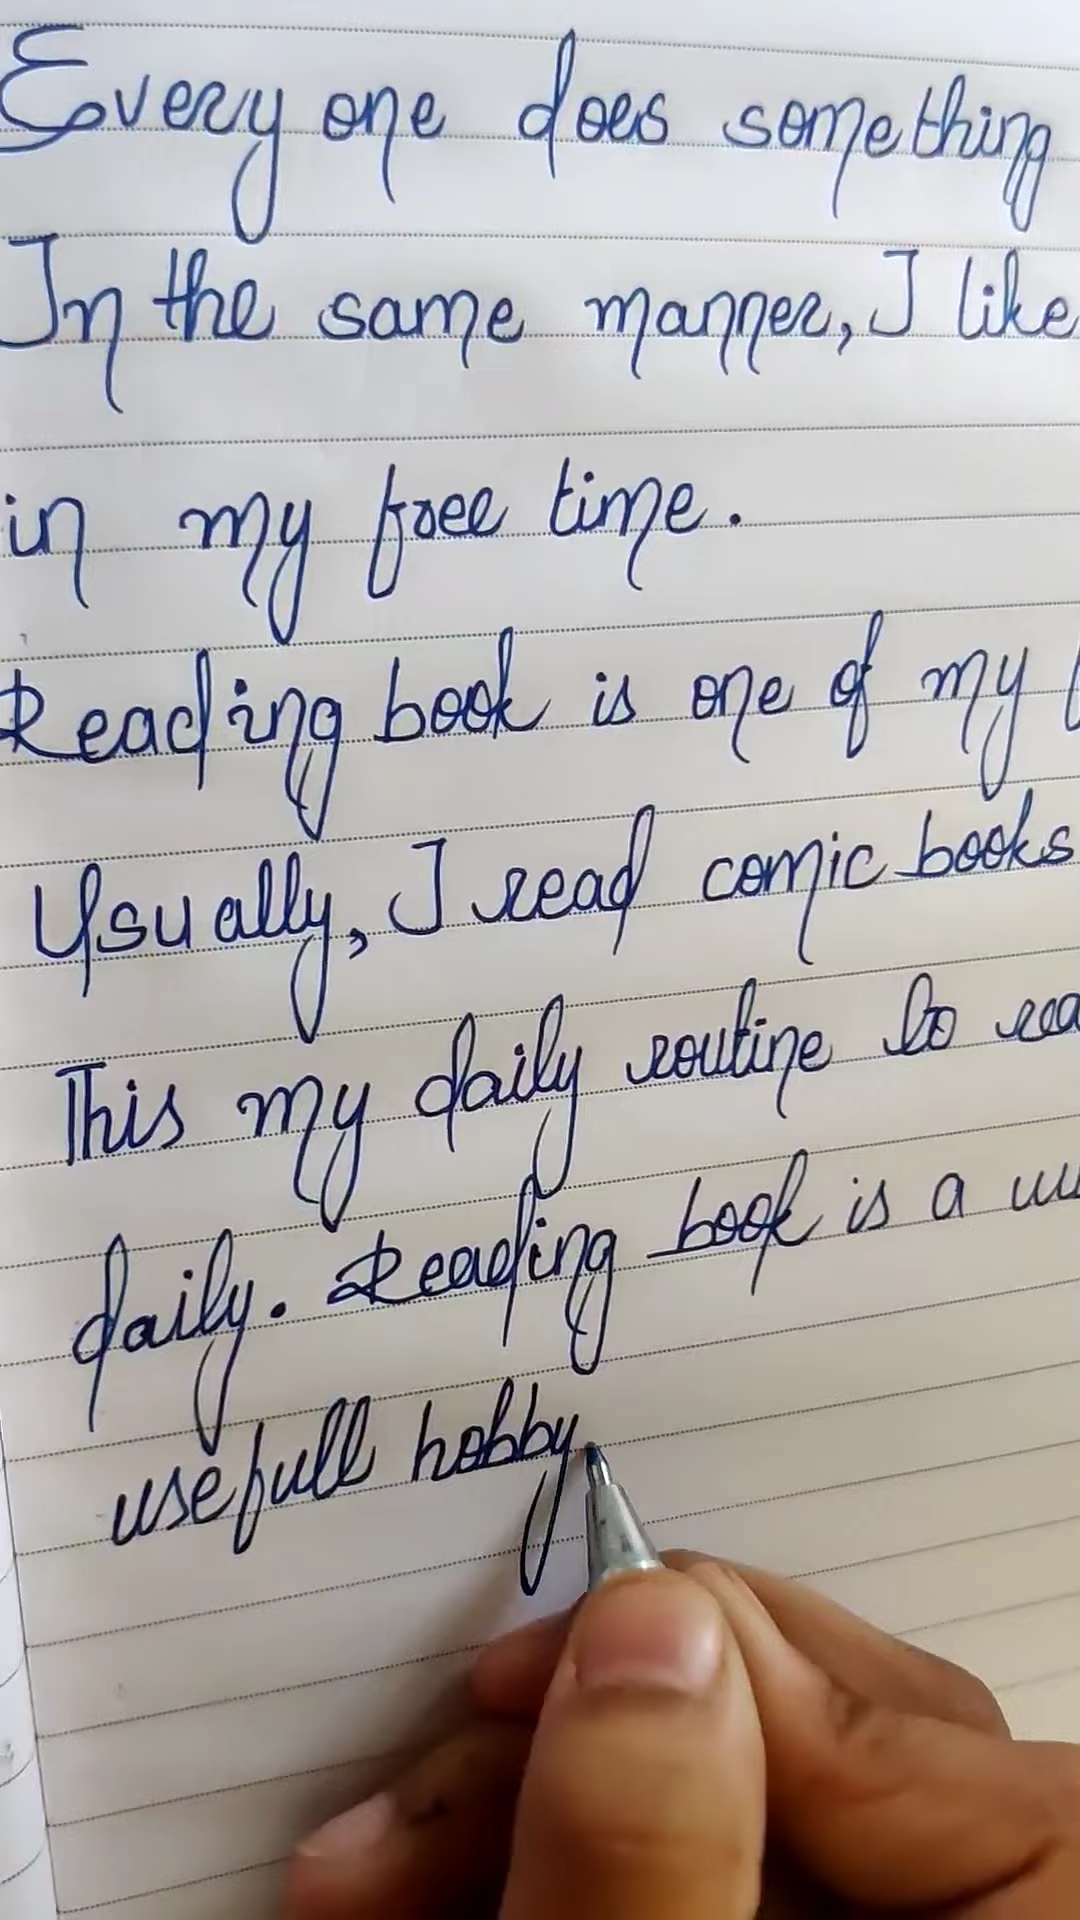 Every one does something
In the same manner, I like
in my free time.
Reading book is one of my
Usually, I read comic books
This my daily routine to rea
daily. Reading book is a
usefull hobby